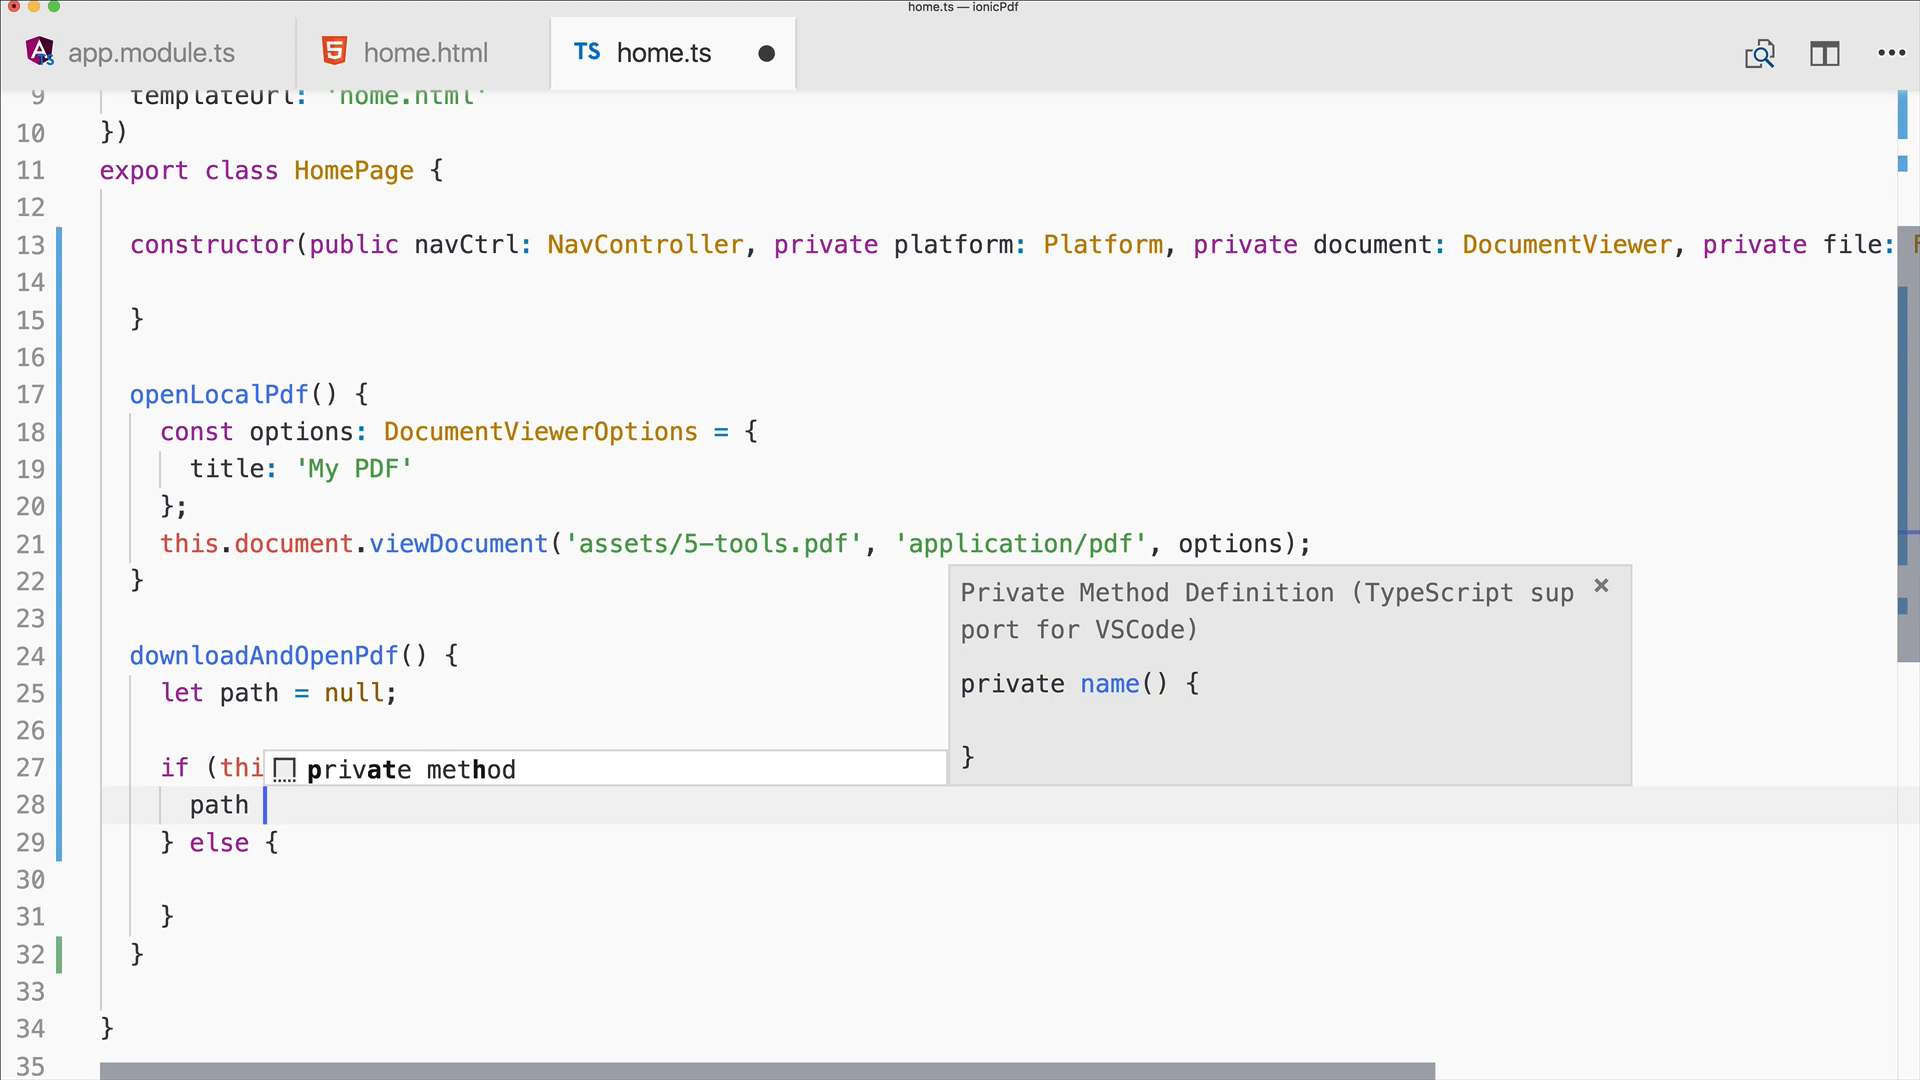 home.ts — ionicPdf
app.module.ts
home.html
TS home.ts
9 templateUrl: 'home.html'
10 })
11 export class HomePage {
12
13 constructor(public navCtrl: NavController, private platform: Platform, private document: DocumentViewer, private file:
14
15 }
16
17 openLocalPdf() {
18 const options: DocumentViewerOptions = {
19 title: 'My PDF'
20 };
21 this.document.viewDocument('assets/5-tools.pdf', 'application/pdf', options);
22 }
23
24 downloadAndOpenPdf() {
25 let path = null;
26
27 if (thi
28 path
29 } else {
30
31 }
32 }
33
34 }
35
private method
Private Method Definition (TypeScript sup
port for VSCode)
private name() {
}